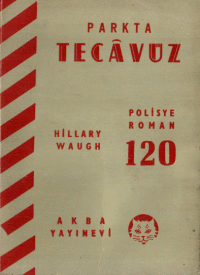 PARKTA
TECÂVUZ
POLİSYE
ROMAN
HİLLARY
WAUGH
120
AKBA
YAYINEVİ